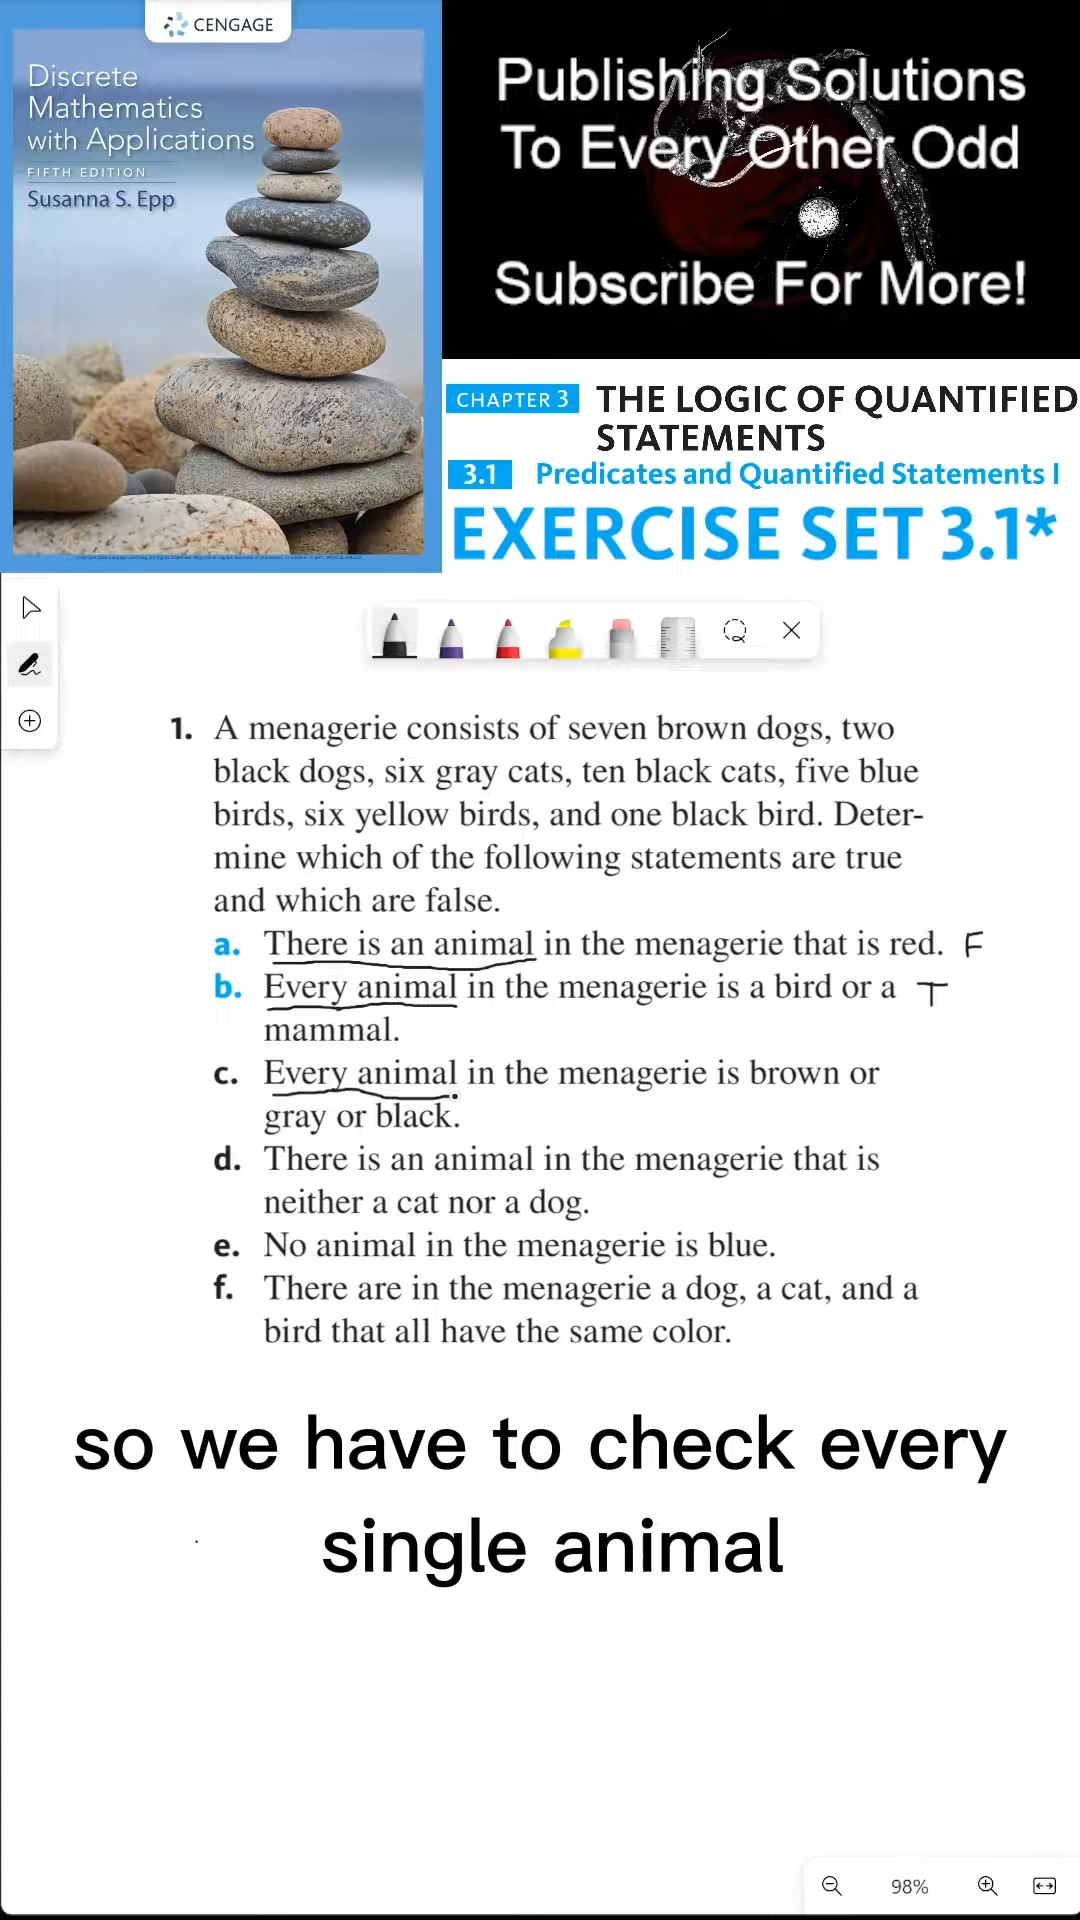 CENGAGE
Discrete
Mathematics
with Applications
FIFTH EDITION
Susanna S. Epp
Publishing Solutions
To Every Other Odd
Subscribe For More!
CHAPTER 3 THE LOGIC OF QUANTIFIED
STATEMENTS
3.1 Predicates and Quantified Statements I
EXERCISE SET 3.1*
1. A menagerie consists of seven brown dogs, two
black dogs, six gray cats, ten black cats, five blue
birds, six yellow birds, and one black bird. Deter-
mine which of the following statements are true
and which are false.
a. There is an animal in the menagerie that is red. F
b. Every animal in the menagerie is a bird or a T
mammal.
c. Every animal in the menagerie is brown or
gray or black.
d. There is an animal in the menagerie that is
neither a cat nor a dog.
e. No animal in the menagerie is blue.
f. There are in the menagerie a dog, a cat, and a
bird that all have the same color.
so we have to check every
single animal
98%